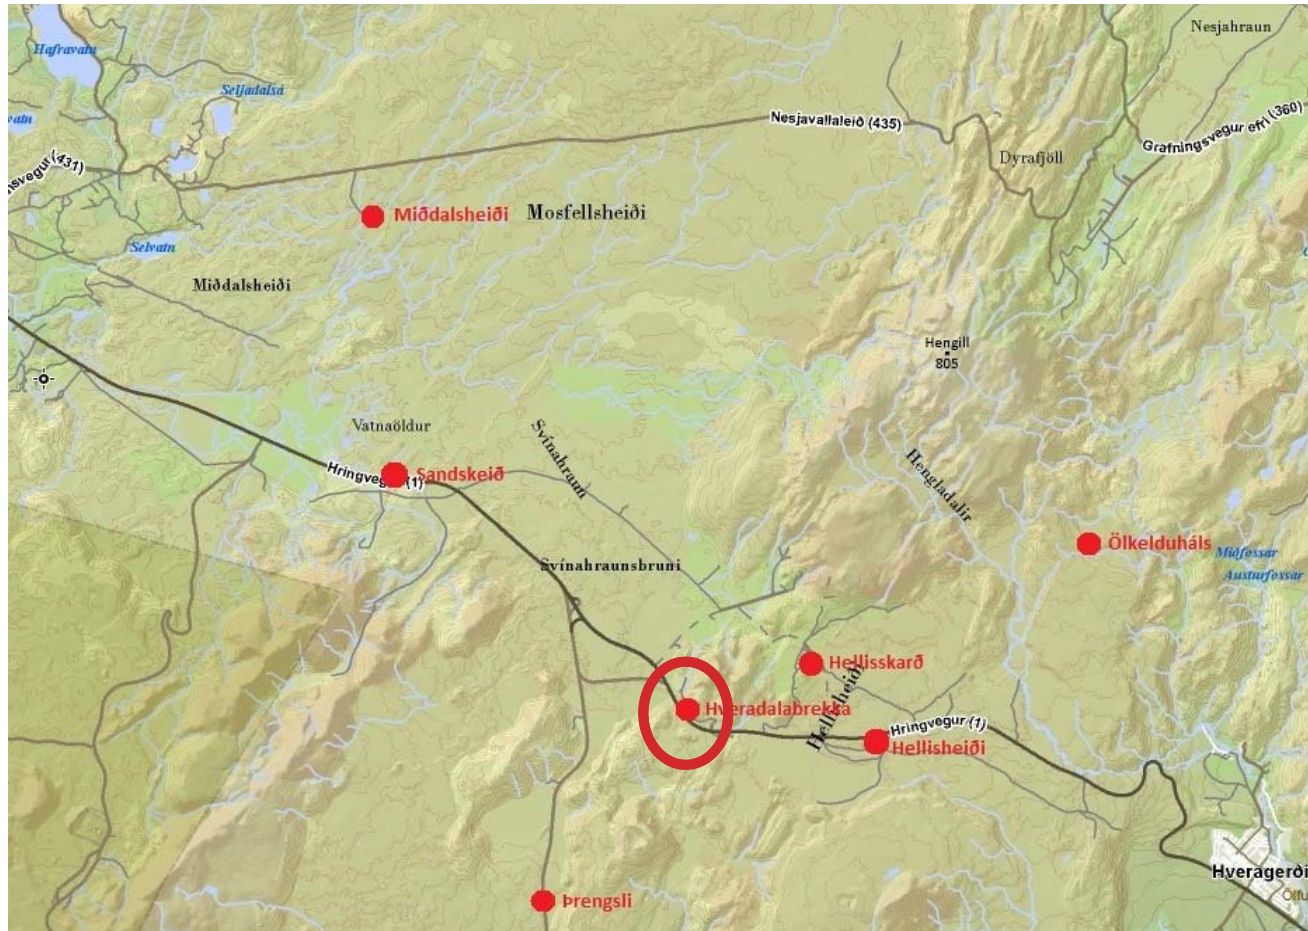 Nesjahraun
Hafravatn
Seljadalsá
vatn
Nesjavallaleið (435)
Grafningsvegur efri (360)
nsvegur (431)
Dyrafjöll
Miðdalsheiði
Mosfellsheiði
Selvatn
Miðdalsheiði
Hengill
805
Vatnaöldur
Svínahraun
Hringvegur (1)
Sandskeið
Hengladalir
Ölkelduháls
Miðfossar
Austurfossar
Svínahraunsbruni
Hellisskarð
Hellisheiði
Hveradalabrekka
Hringvegur (1)
Hellisheiði
Hveragerði
Ölfu
Þrengsli